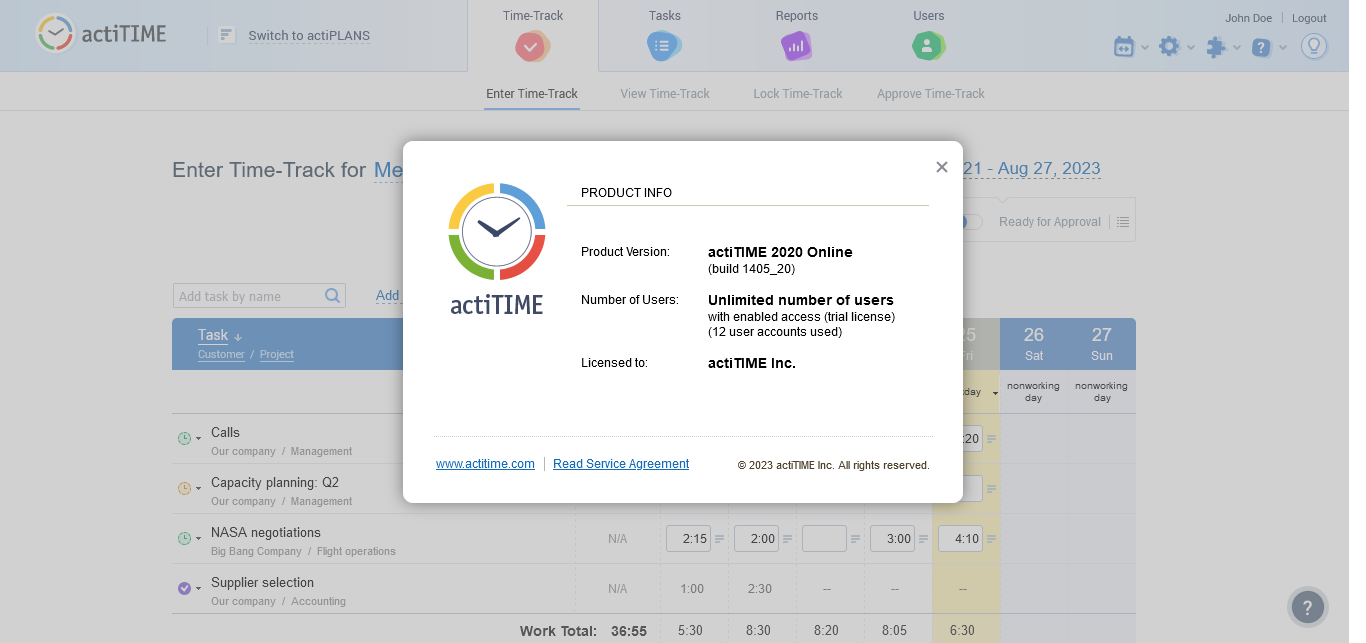 actiTIME
Switch to actiPLANS
Time-Track
Tasks
Reports
Users
John Doe
Logout
Enter Time-Track
View Time-Track
Lock Time-Track
Approve Time-Track
Enter Time-Track for Me
21 - Aug 27, 2023
Ready for Approval
Add task by name
Add
Task
Customer / Project
25
Fri
26
Sat
27
Sun
nonworking
day
nonworking
day
Calls
Our company / Management
:20
Capacity planning: Q2
Our company / Management
NASA negotiations
Big Bang Company / Flight operations
N/A
2:15
2:00
3:00
4:10
Supplier selection
Our company / Accounting
N/A
1:00
2:30
--
--
--
Work Total: 36:55
5:30
8:30
8:20
8:05
6:30
?
actiTIME
PRODUCT INFO
Product Version:
actiTIME 2020 Online
(build 1405_20)
Number of Users:
Unlimited number of users
with enabled access (trial license)
(12 user accounts used)
Licensed to:
actiTIME Inc.
www.actitime.com
Read Service Agreement
© 2023 actiTIME Inc. All rights reserved.